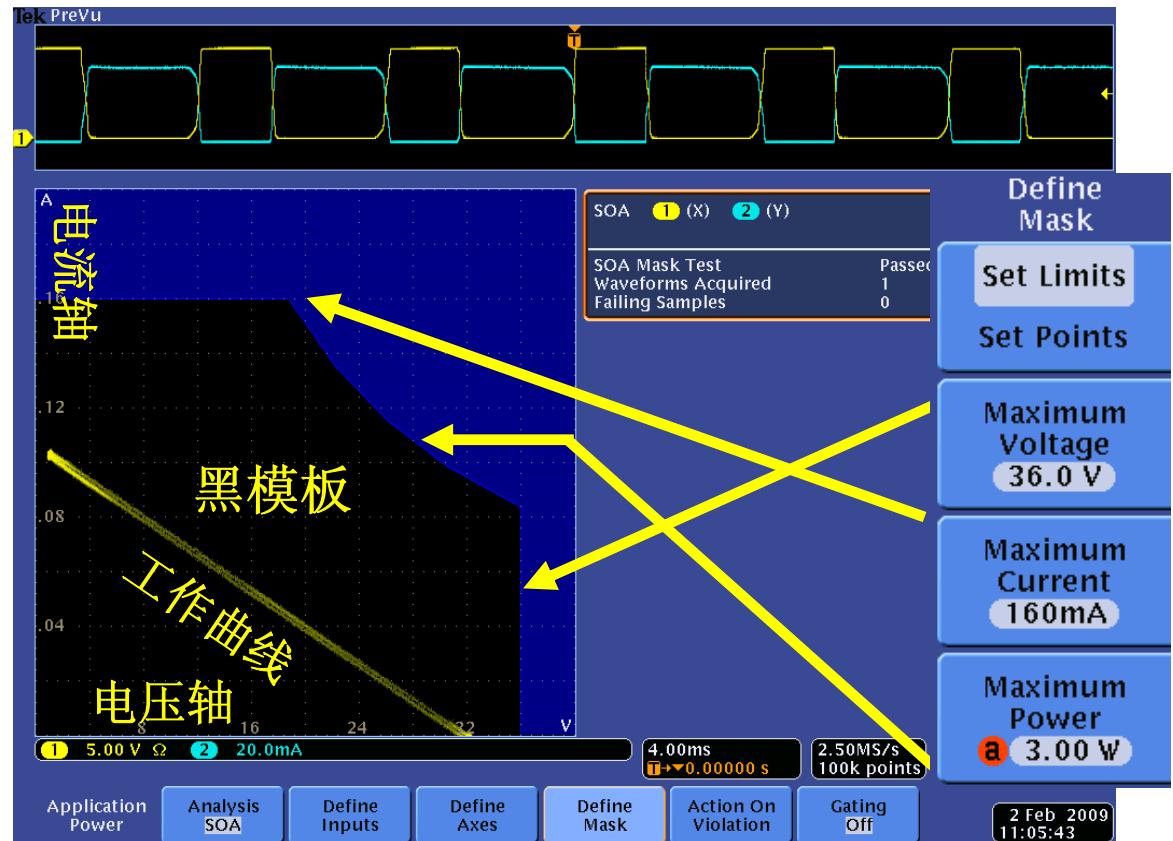 Tek PreVu
T
1
A
电流轴
.16
.12
.08
.04
黑模板
工作曲线
电压轴
8
16
24
32
V
SOA 1 (X) 2 (Y)
SOA Mask Test Passed
Waveforms Acquired 1
Failing Samples 0
Define
Mask
Set Limits
Set Points
Maximum
Voltage
36.0 V
Maximum
Current
160mA
Maximum
Power
a 3.00 W
1 5.00 V Ω 2 20.0mA
4.00ms
T→▼0.00000 s
2.50MS/s
100k points
Application
Power
Analysis
SOA
Define
Inputs
Define
Axes
Define
Mask
Action On
Violation
Gating
Off
2 Feb 2009
11:05:43